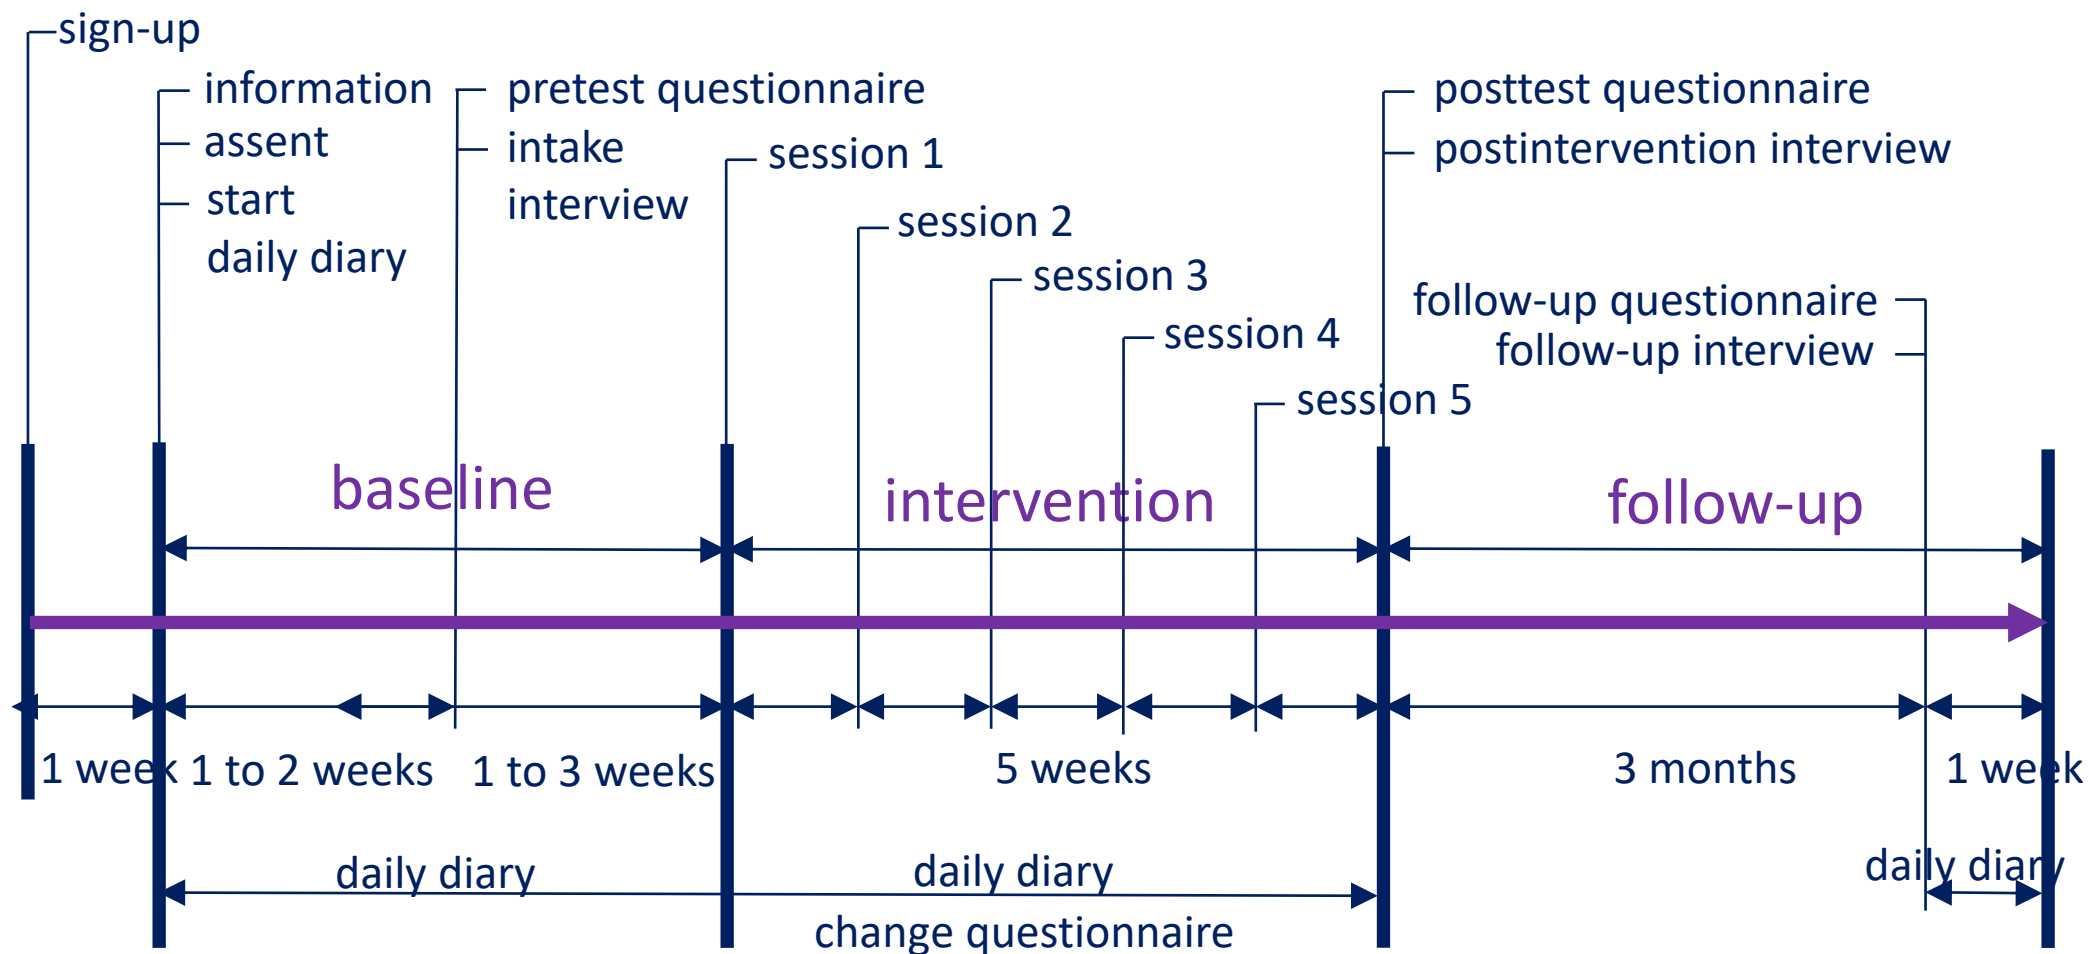 sign-up
information
assent
start
daily diary
pretest questionnaire
intake
interview
session 1
session 2
session 3
session 4
session 5
posttest questionnaire
postintervention interview
follow-up questionnaire
follow-up interview
baseline
intervention
follow-up
1 week
1 to 2 weeks
1 to 3 weeks
5 weeks
3 months
1 week
daily diary
daily diary
change questionnaire
daily diary